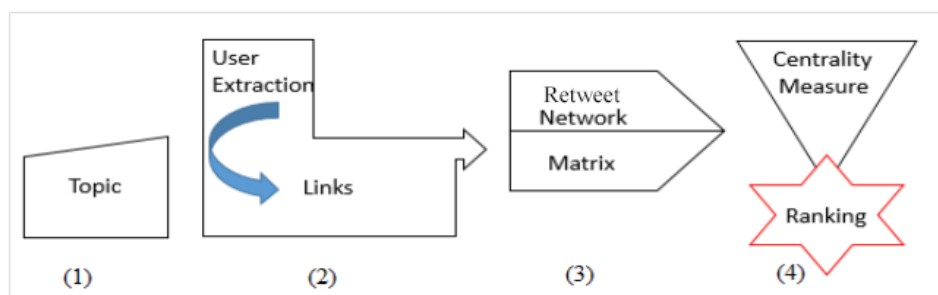 Topic
(1)
User
Extraction
Links
(2)
Retweet
Network
Matrix
(3)
Centrality
Measure
Ranking
(4)